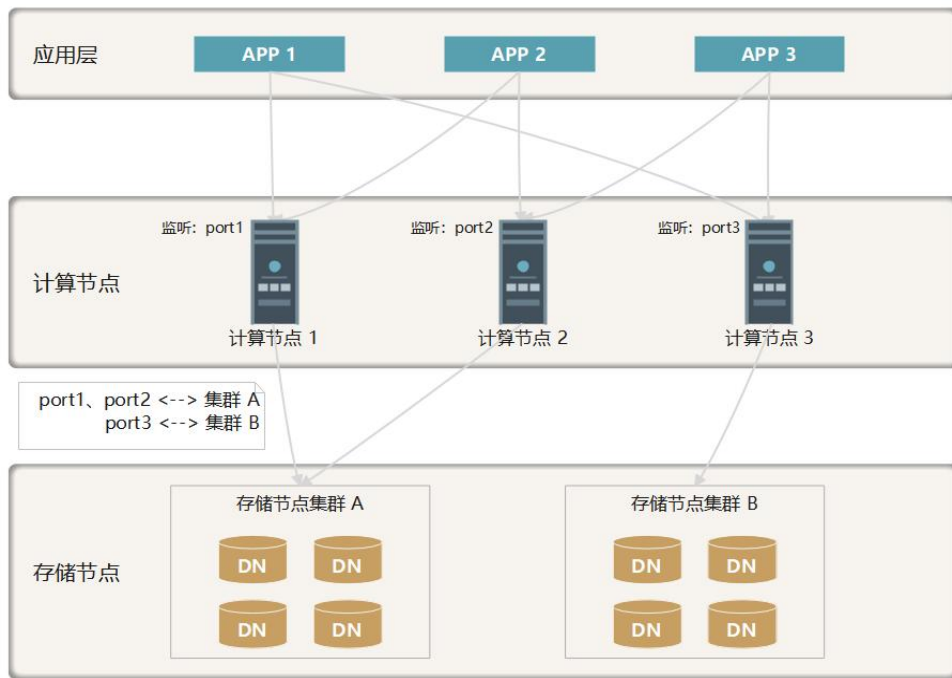 应用层
APP 1
APP 2
APP 3
监听: port1
监听: port2
监听: port3
计算节点
计算节点 1
计算节点 2
计算节点 3
port1、port2 <--> 集群 A
port3 <--> 集群 B
存储节点集群 A
存储节点集群 B
DN
DN
DN
DN
存储节点
DN
DN
DN
DN